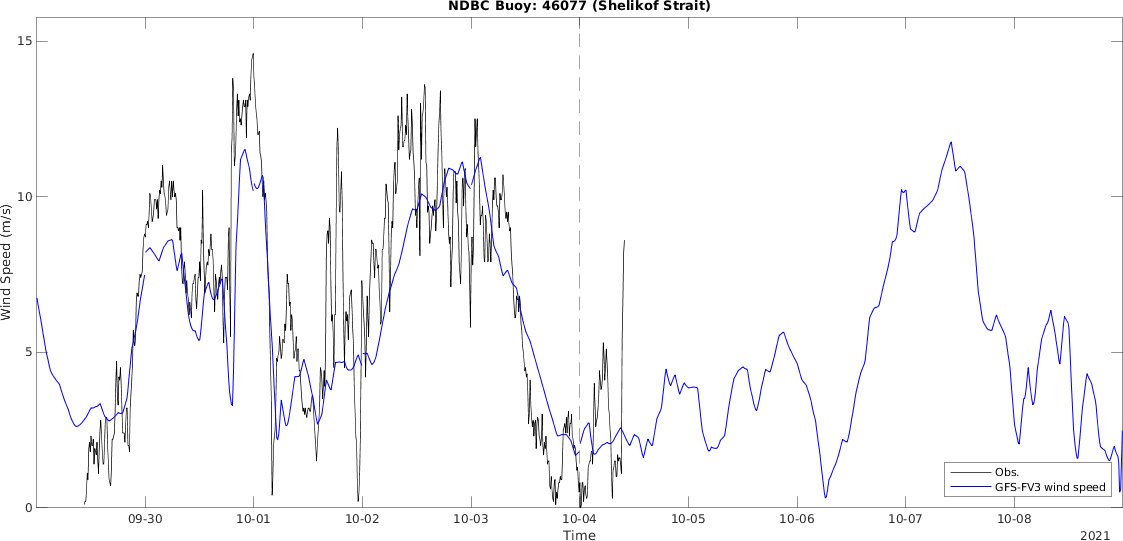 NDBC Buoy: 46077 (Shelikof Strait)
15
10
5
0
Wind Speed (m/s)
09-30 10-01 10-02 10-03 10-04 10-05 10-06 10-07 10-08
Time
2021
Obs.
GFS-FV3 wind speed